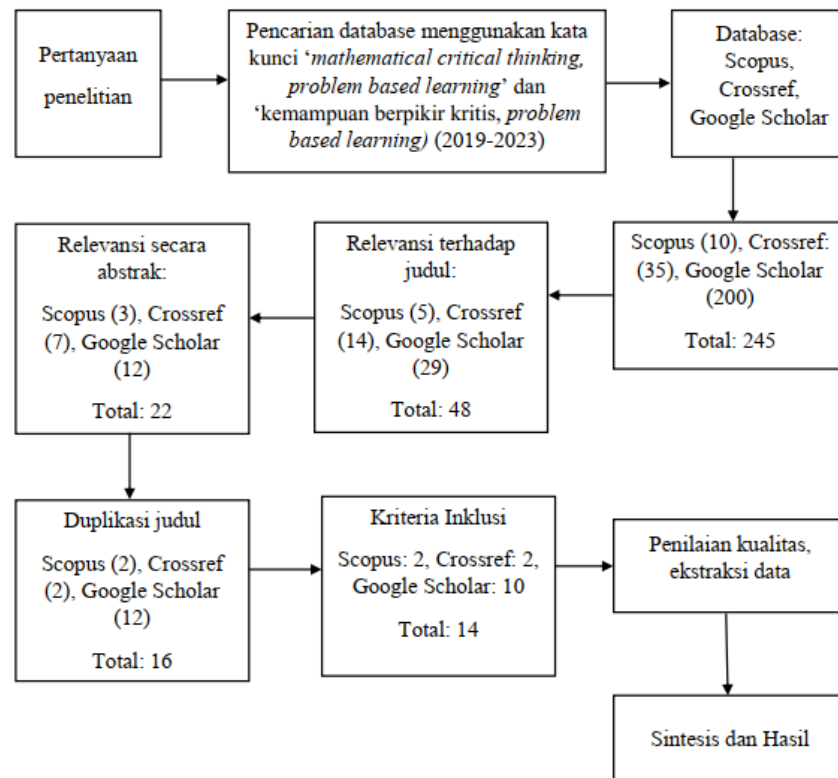 Pertanyaan
penelitian
Pencarian database menggunakan kata
kunci ‘mathematical critical thinking,
problem based learning’ dan
‘kemampuan berpikir kritis, problem
based learning) (2019-2023)
Database:
Scopus,
Crossref,
Google Scholar
Scopus (10), Crossref:
(35), Google Scholar
(200)
Total: 245
Relevansi terhadap
judul:
Scopus (5), Crossref
(14), Google Scholar
(29)
Total: 48
Relevansi secara
abstrak:
Scopus (3), Crossref
(7), Google Scholar
(12)
Total: 22
Duplikasi judul
Scopus (2), Crossref
(2), Google Scholar
(12)
Total: 16
Kriteria Inklusi
Scopus: 2, Crossref: 2,
Google Scholar: 10
Total: 14
Penilaian kualitas,
ekstraksi data
Sintesis dan Hasil